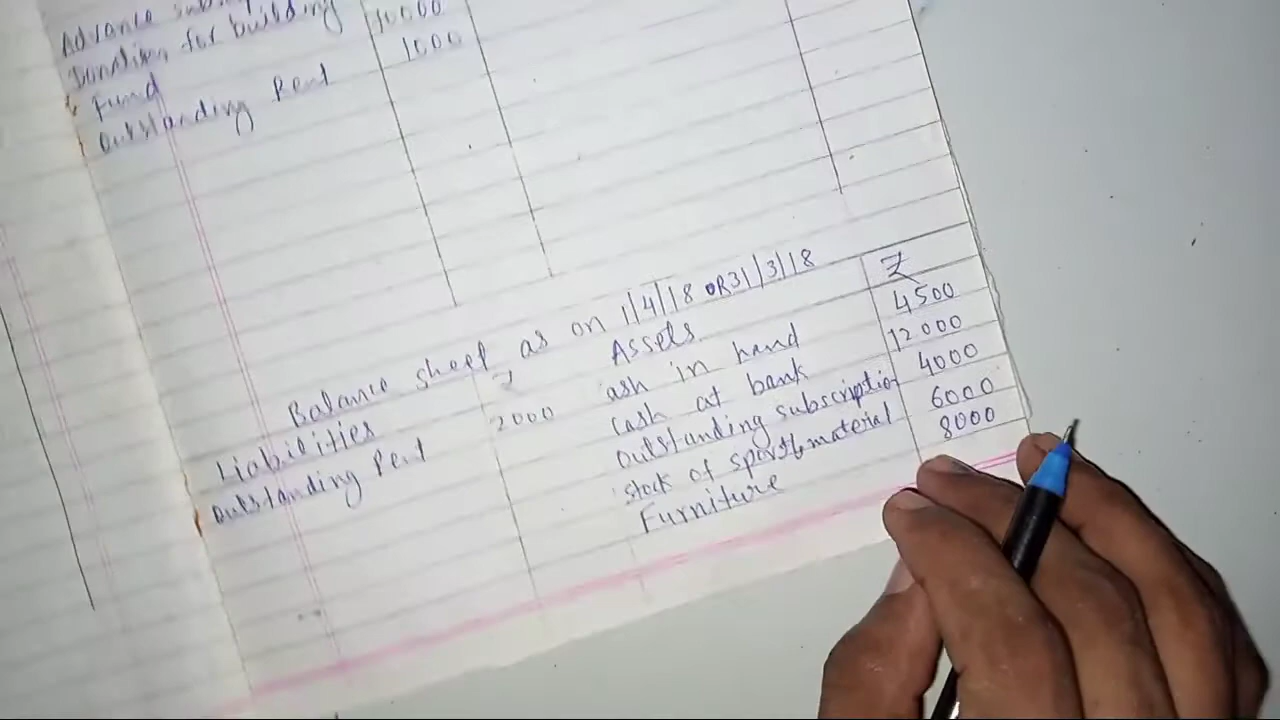 Advance
Donation for building 10000
Fund 1000
Outstanding Rent
Balance sheet as on 1/4/18 OR 31/3/18
Liabilities ₹ Assets ₹
Outstanding Rent 2000 ash in hand 4500
cash at bank 12000
outstanding subscription 4000
stock of sports material 6000
Furniture 8000